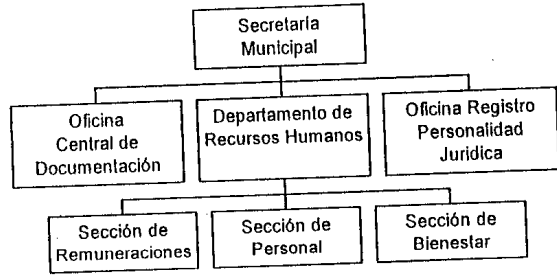 Secretaría
Municipal
Oficina
Central de
Documentación
Departamento de
Recursos Humanos
Oficina Registro
Personalidad
Juridica
Sección de
Remuneraciones
Sección de
Personal
Sección de
Bienestar